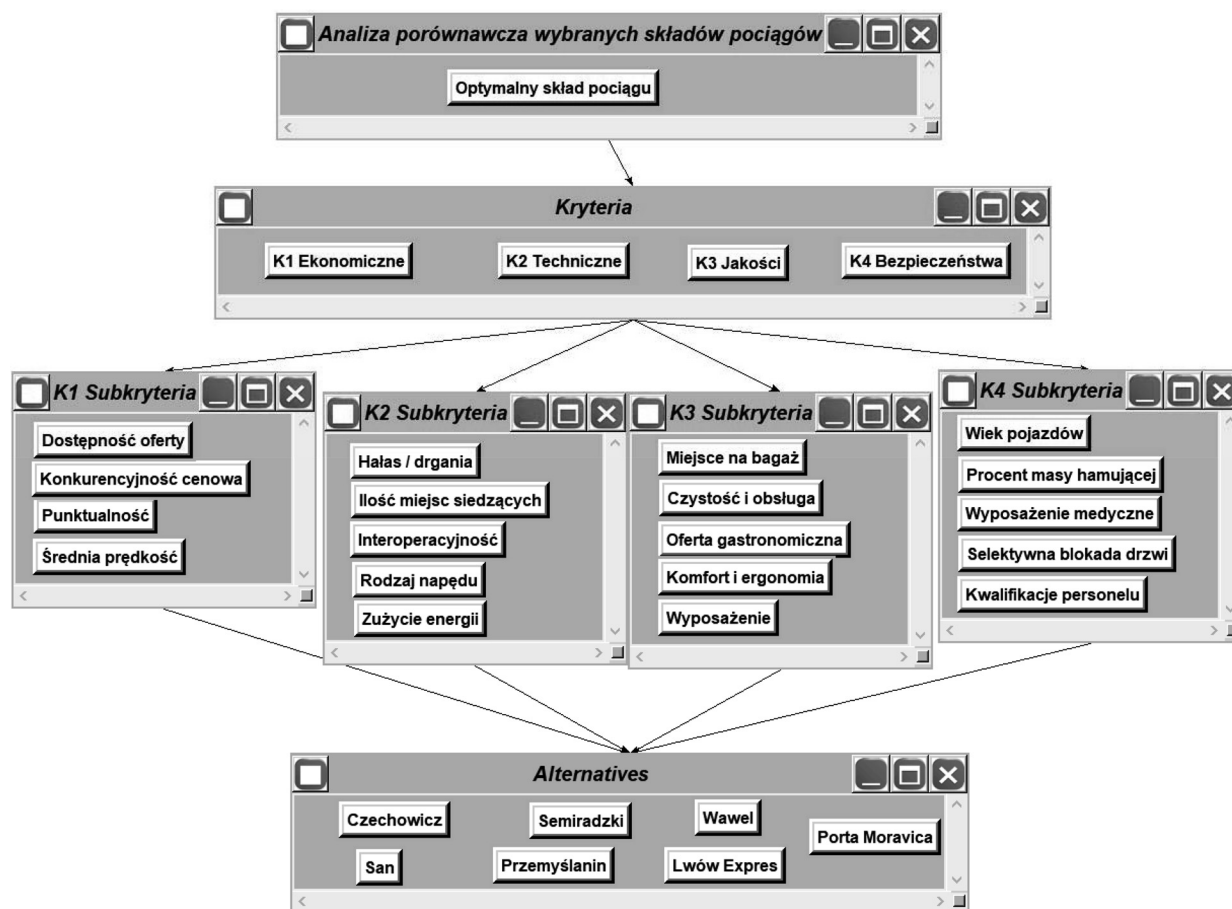 Analiza porównawcza wybranych składów pociągów
Optymalny skład pociągu
Kryteria
K1 Ekonomiczne
K2 Techniczne
K3 Jakości
K4 Bezpieczeństwa
K1 Subkryteria
Dostępność oferty
Konkurencyjność cenowa
Punktualność
Średnia prędkość
K2 Subkryteria
Hałas / drgania
Ilość miejsc siedzących
Interoperacyjność
Rodzaj napędu
Zużycie energii
K3 Subkryteria
Miejsce na bagaż
Czystość i obsługa
Oferta gastronomiczna
Komfort i ergonomia
Wyposażenie
K4 Subkryteria
Wiek pojazdów
Procent masy hamującej
Wyposażenie medyczne
Selektywna blokada drzwi
Kwalifikacje personelu
Alternatives
Czechowicz
Semiradzki
Wawel
Porta Moravica
San
Przemyślanin
Lwów Expres